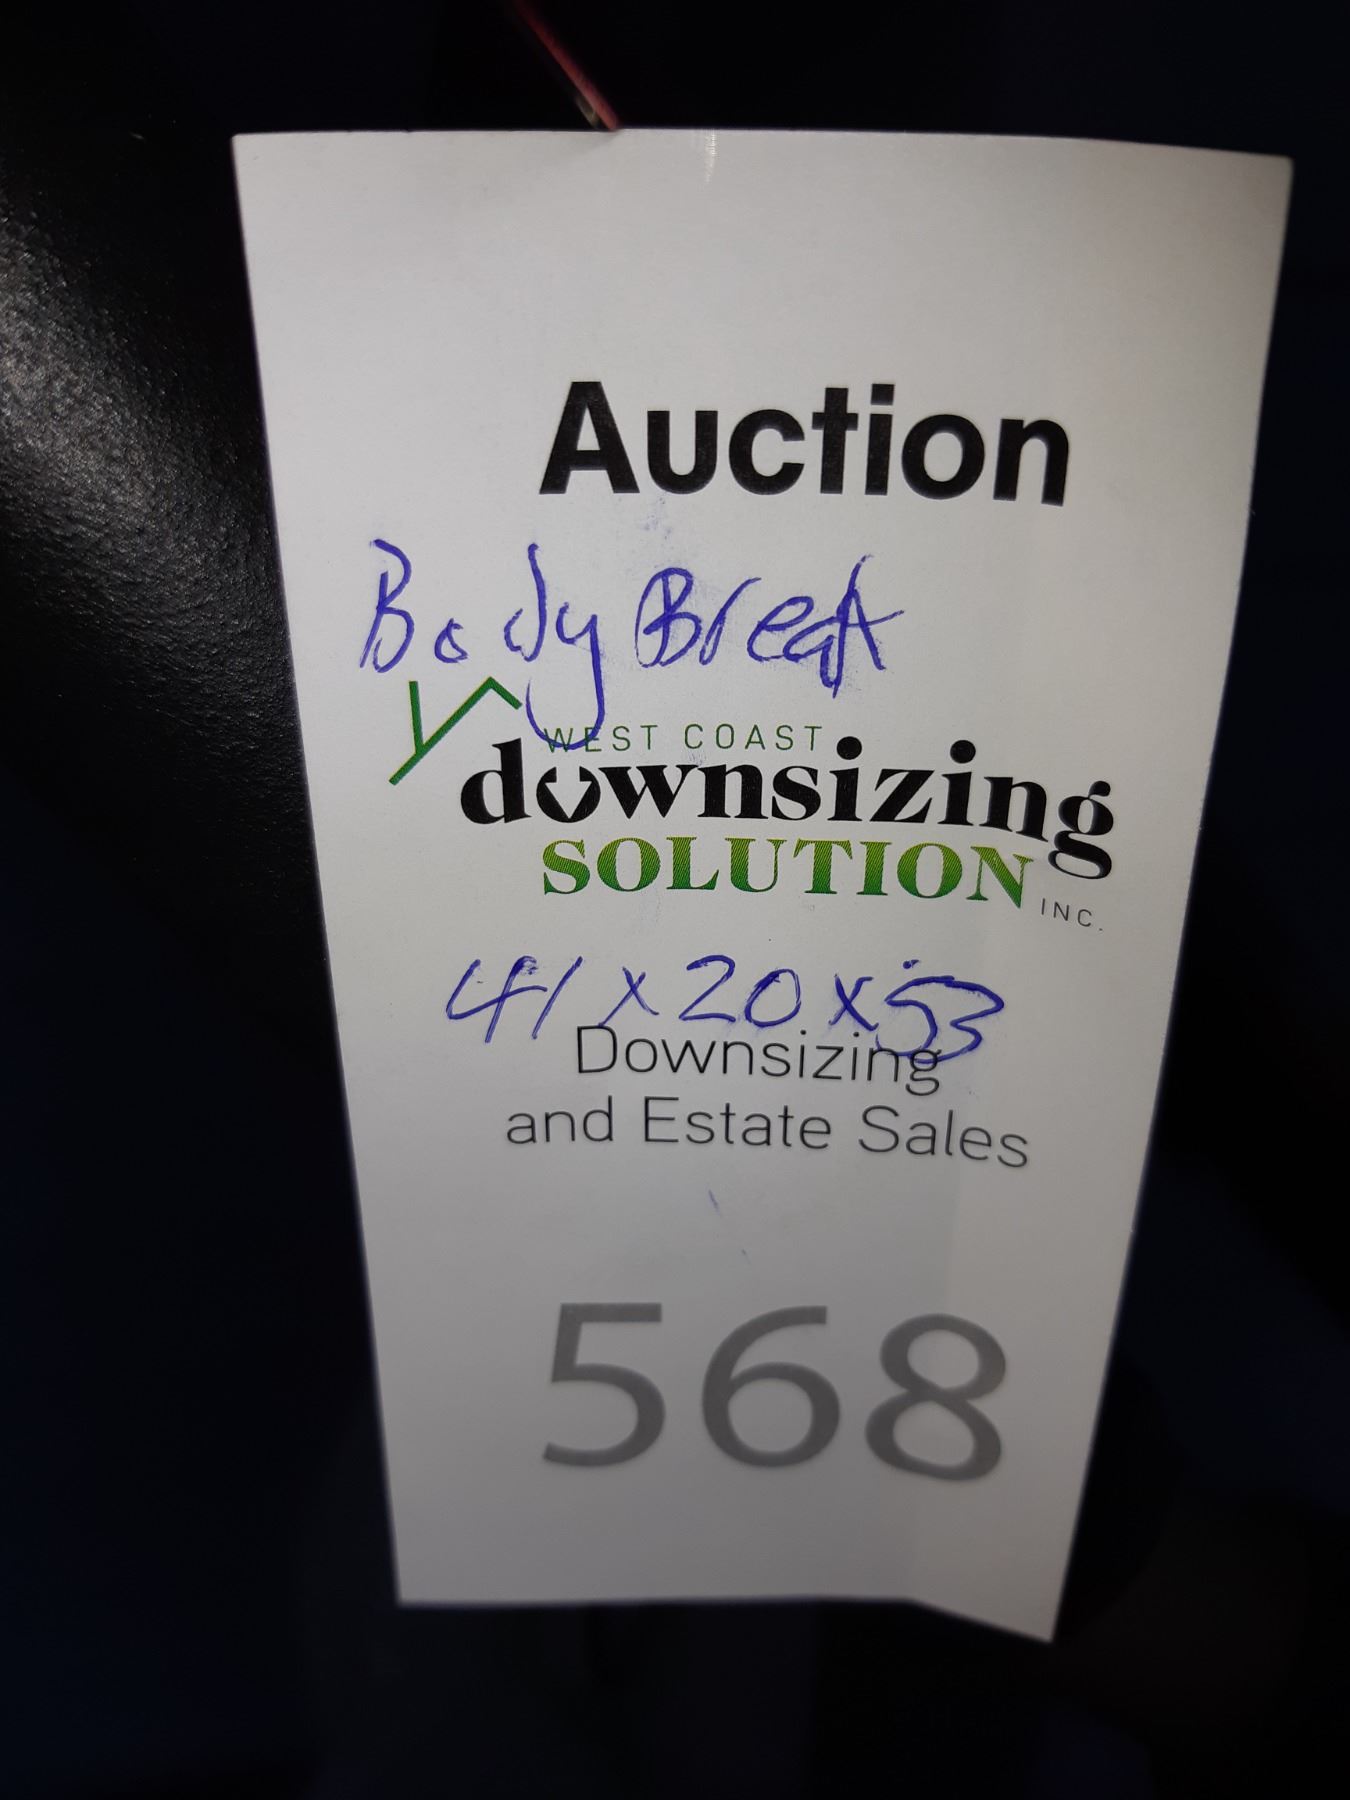 Auction
Body Break
WEST COAST
downsizing
SOLUTION
INC.
41 x 20 x 53
Downsizing
and Estate Sales
568